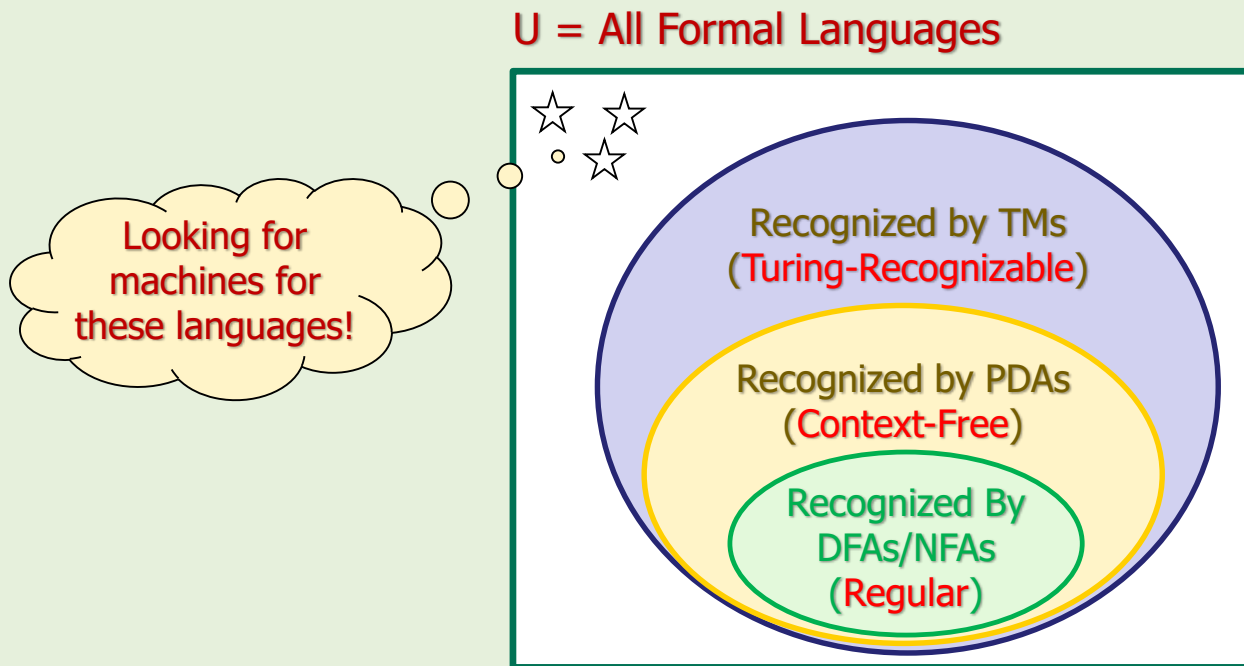 U = All Formal Languages
Looking for
machines for
these languages!
Recognized by TMs
(Turing-Recognizable)
Recognized by PDAs
(Context-Free)
Recognized By
DFAs/NFAs
(Regular)